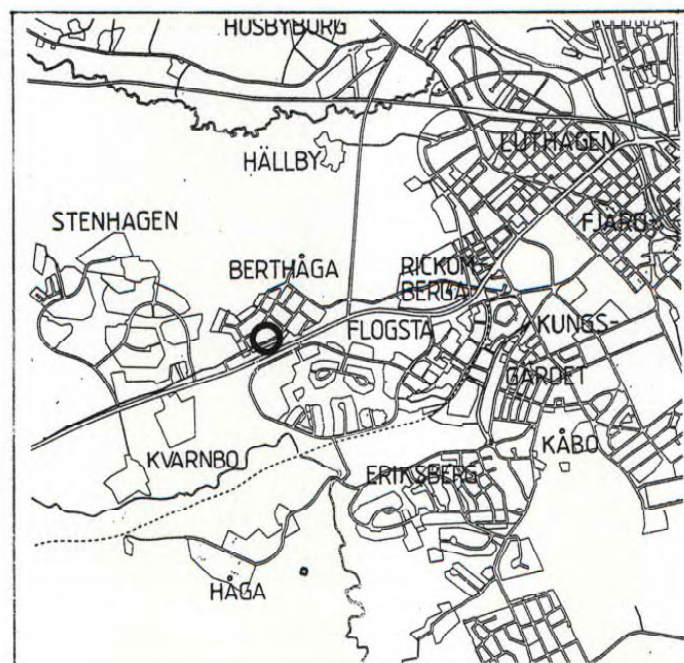 HUSBYBORG
LUTHAGEN
HÄLLBY
STENHAGEN
FJÄRD-
BERTHÅGA
RICKOM-
BERGA
FLOGSTA
KUNGS-
GÄRDET
KVARNBO
ERIKSBERG
KÅBO
HÅGA